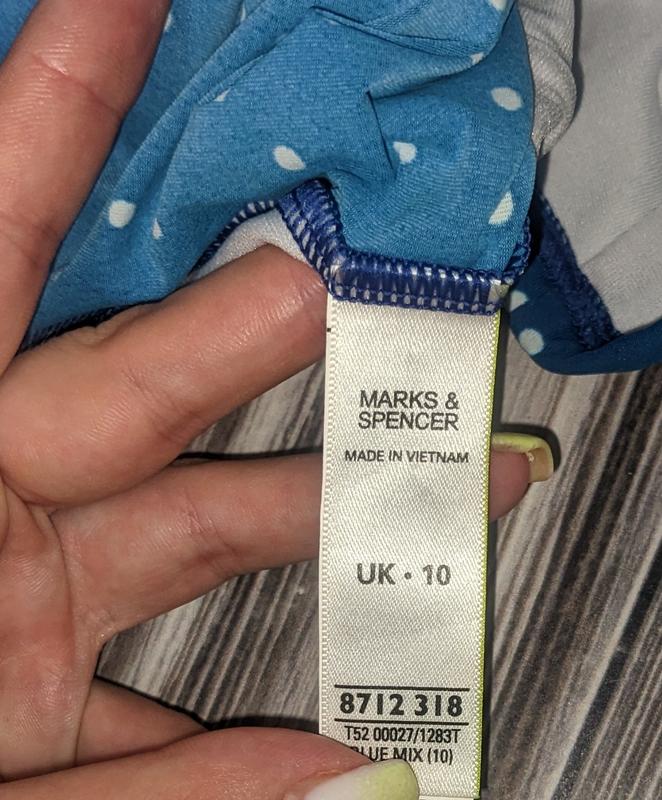 MARKS &
SPENCER
MADE IN VIETNAM
UK • 10
8712 318
T52 00027/1283T
BLUE MIX (10)